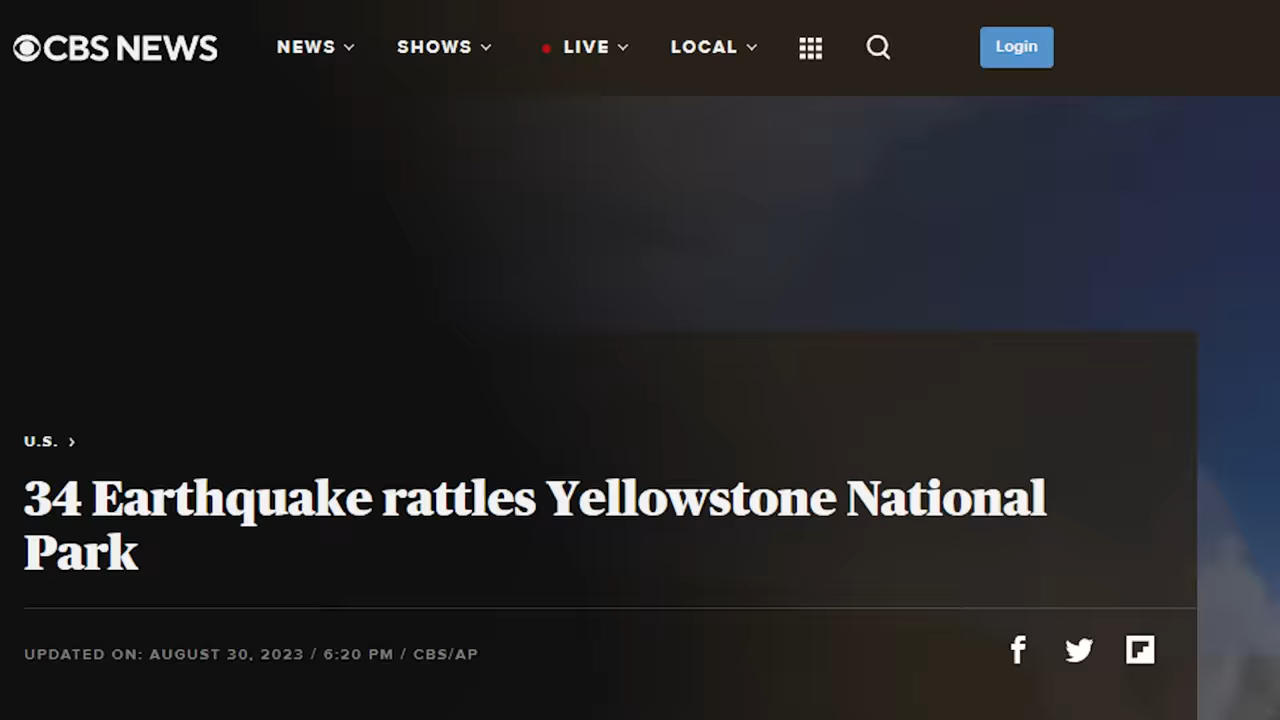 CBS NEWS NEWS SHOWS LIVE LOCAL Login
U.S. ›
34 Earthquake rattles Yellowstone National
Park
UPDATED ON: AUGUST 30, 2023 / 6:20 PM / CBS/AP